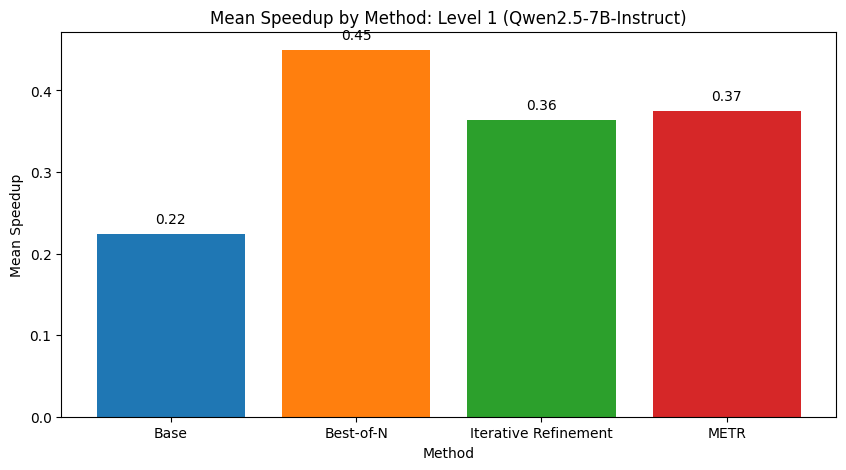 Mean Speedup by Method: Level 1 (Qwen2.5-7B-Instruct)
0.45
0.37
0.36
0.22
Mean Speedup
0.4
0.3
0.2
0.1
0.0
Base
Best-of-N
Iterative Refinement
METR
Method